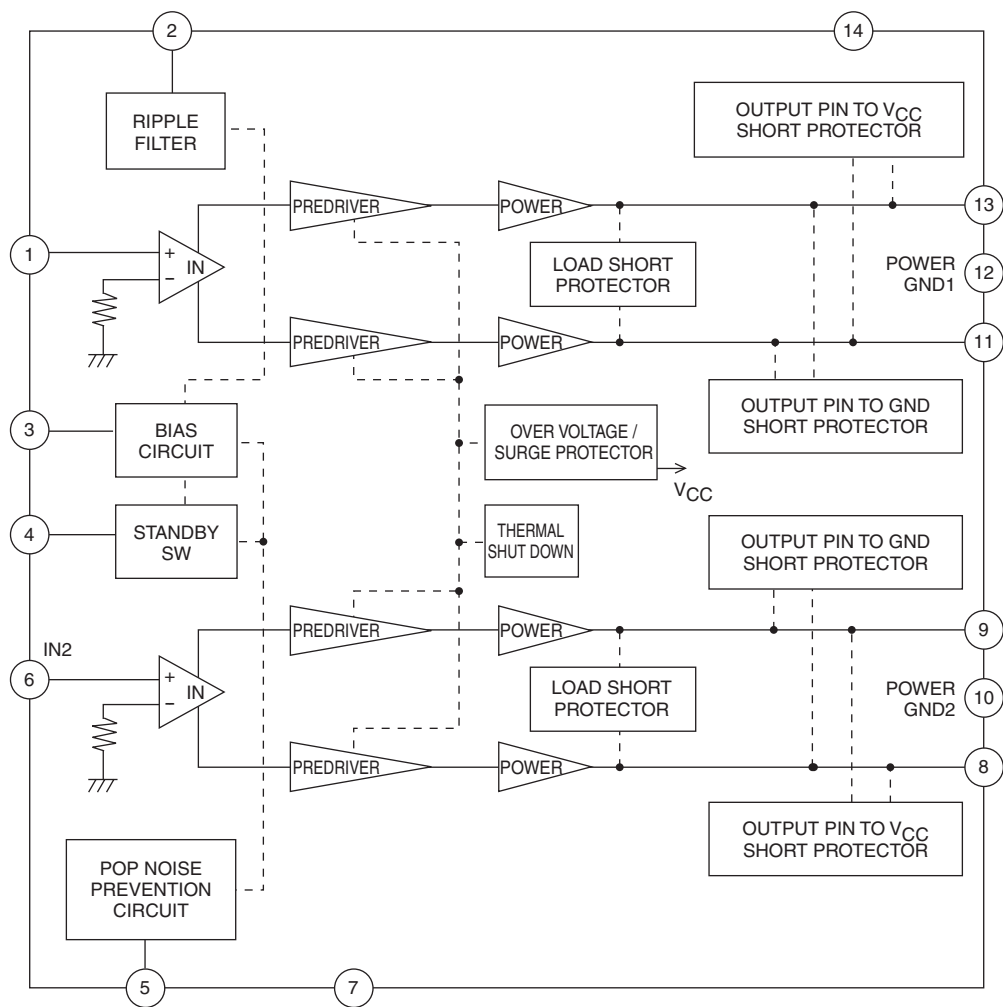 2
14
RIPPLE
FILTER
OUTPUT PIN TO VCC
SHORT PROTECTOR
PREDRIVER
POWER
13
1
+
IN
−
LOAD SHORT
PROTECTOR
POWER
GND1
12
PREDRIVER
POWER
11
3
BIAS
CIRCUIT
OVER VOLTAGE /
SURGE PROTECTOR
VCC
OUTPUT PIN TO GND
SHORT PROTECTOR
4
STANDBY
SW
THERMAL
SHUT DOWN
OUTPUT PIN TO GND
SHORT PROTECTOR
PREDRIVER
POWER
9
IN2
6
+
IN
−
LOAD SHORT
PROTECTOR
POWER
GND2
10
PREDRIVER
POWER
8
OUTPUT PIN TO VCC
SHORT PROTECTOR
POP NOISE
PREVENTION
CIRCUIT
5
7